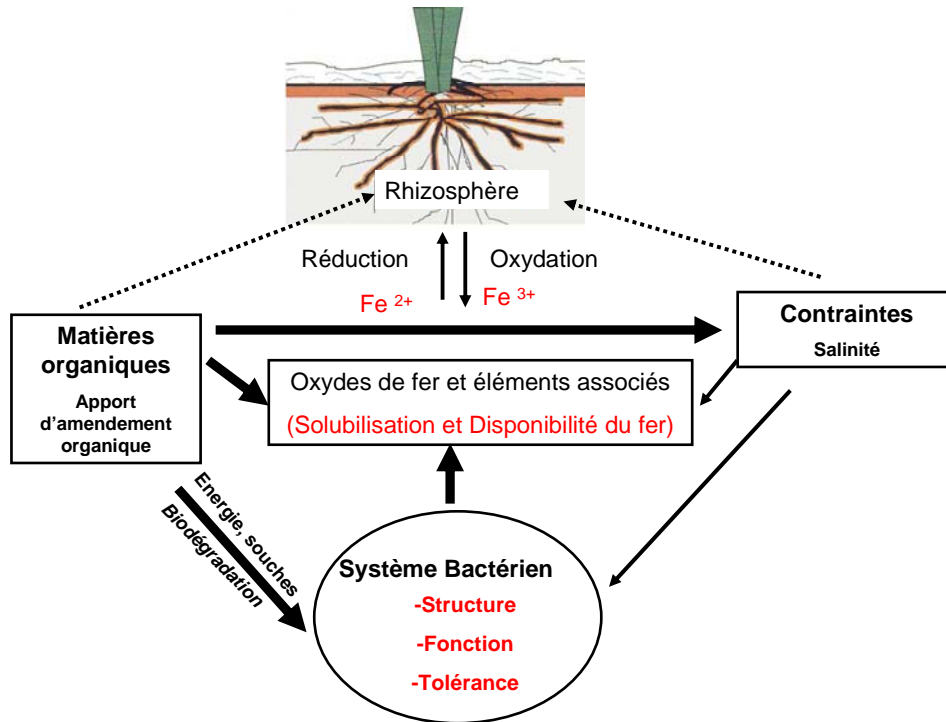 Rhizosphère
Réduction
Oxydation
Fe 2+
Fe 3+
Matières
organiques
Apport
d'amendement
organique
Contraintes
Salinité
Oxydes de fer et éléments associés
(Solubilisation et Disponibilité du fer)
Energie, souches
Biodégradation
Système Bactérien
-Structure
-Fonction
-Tolérance